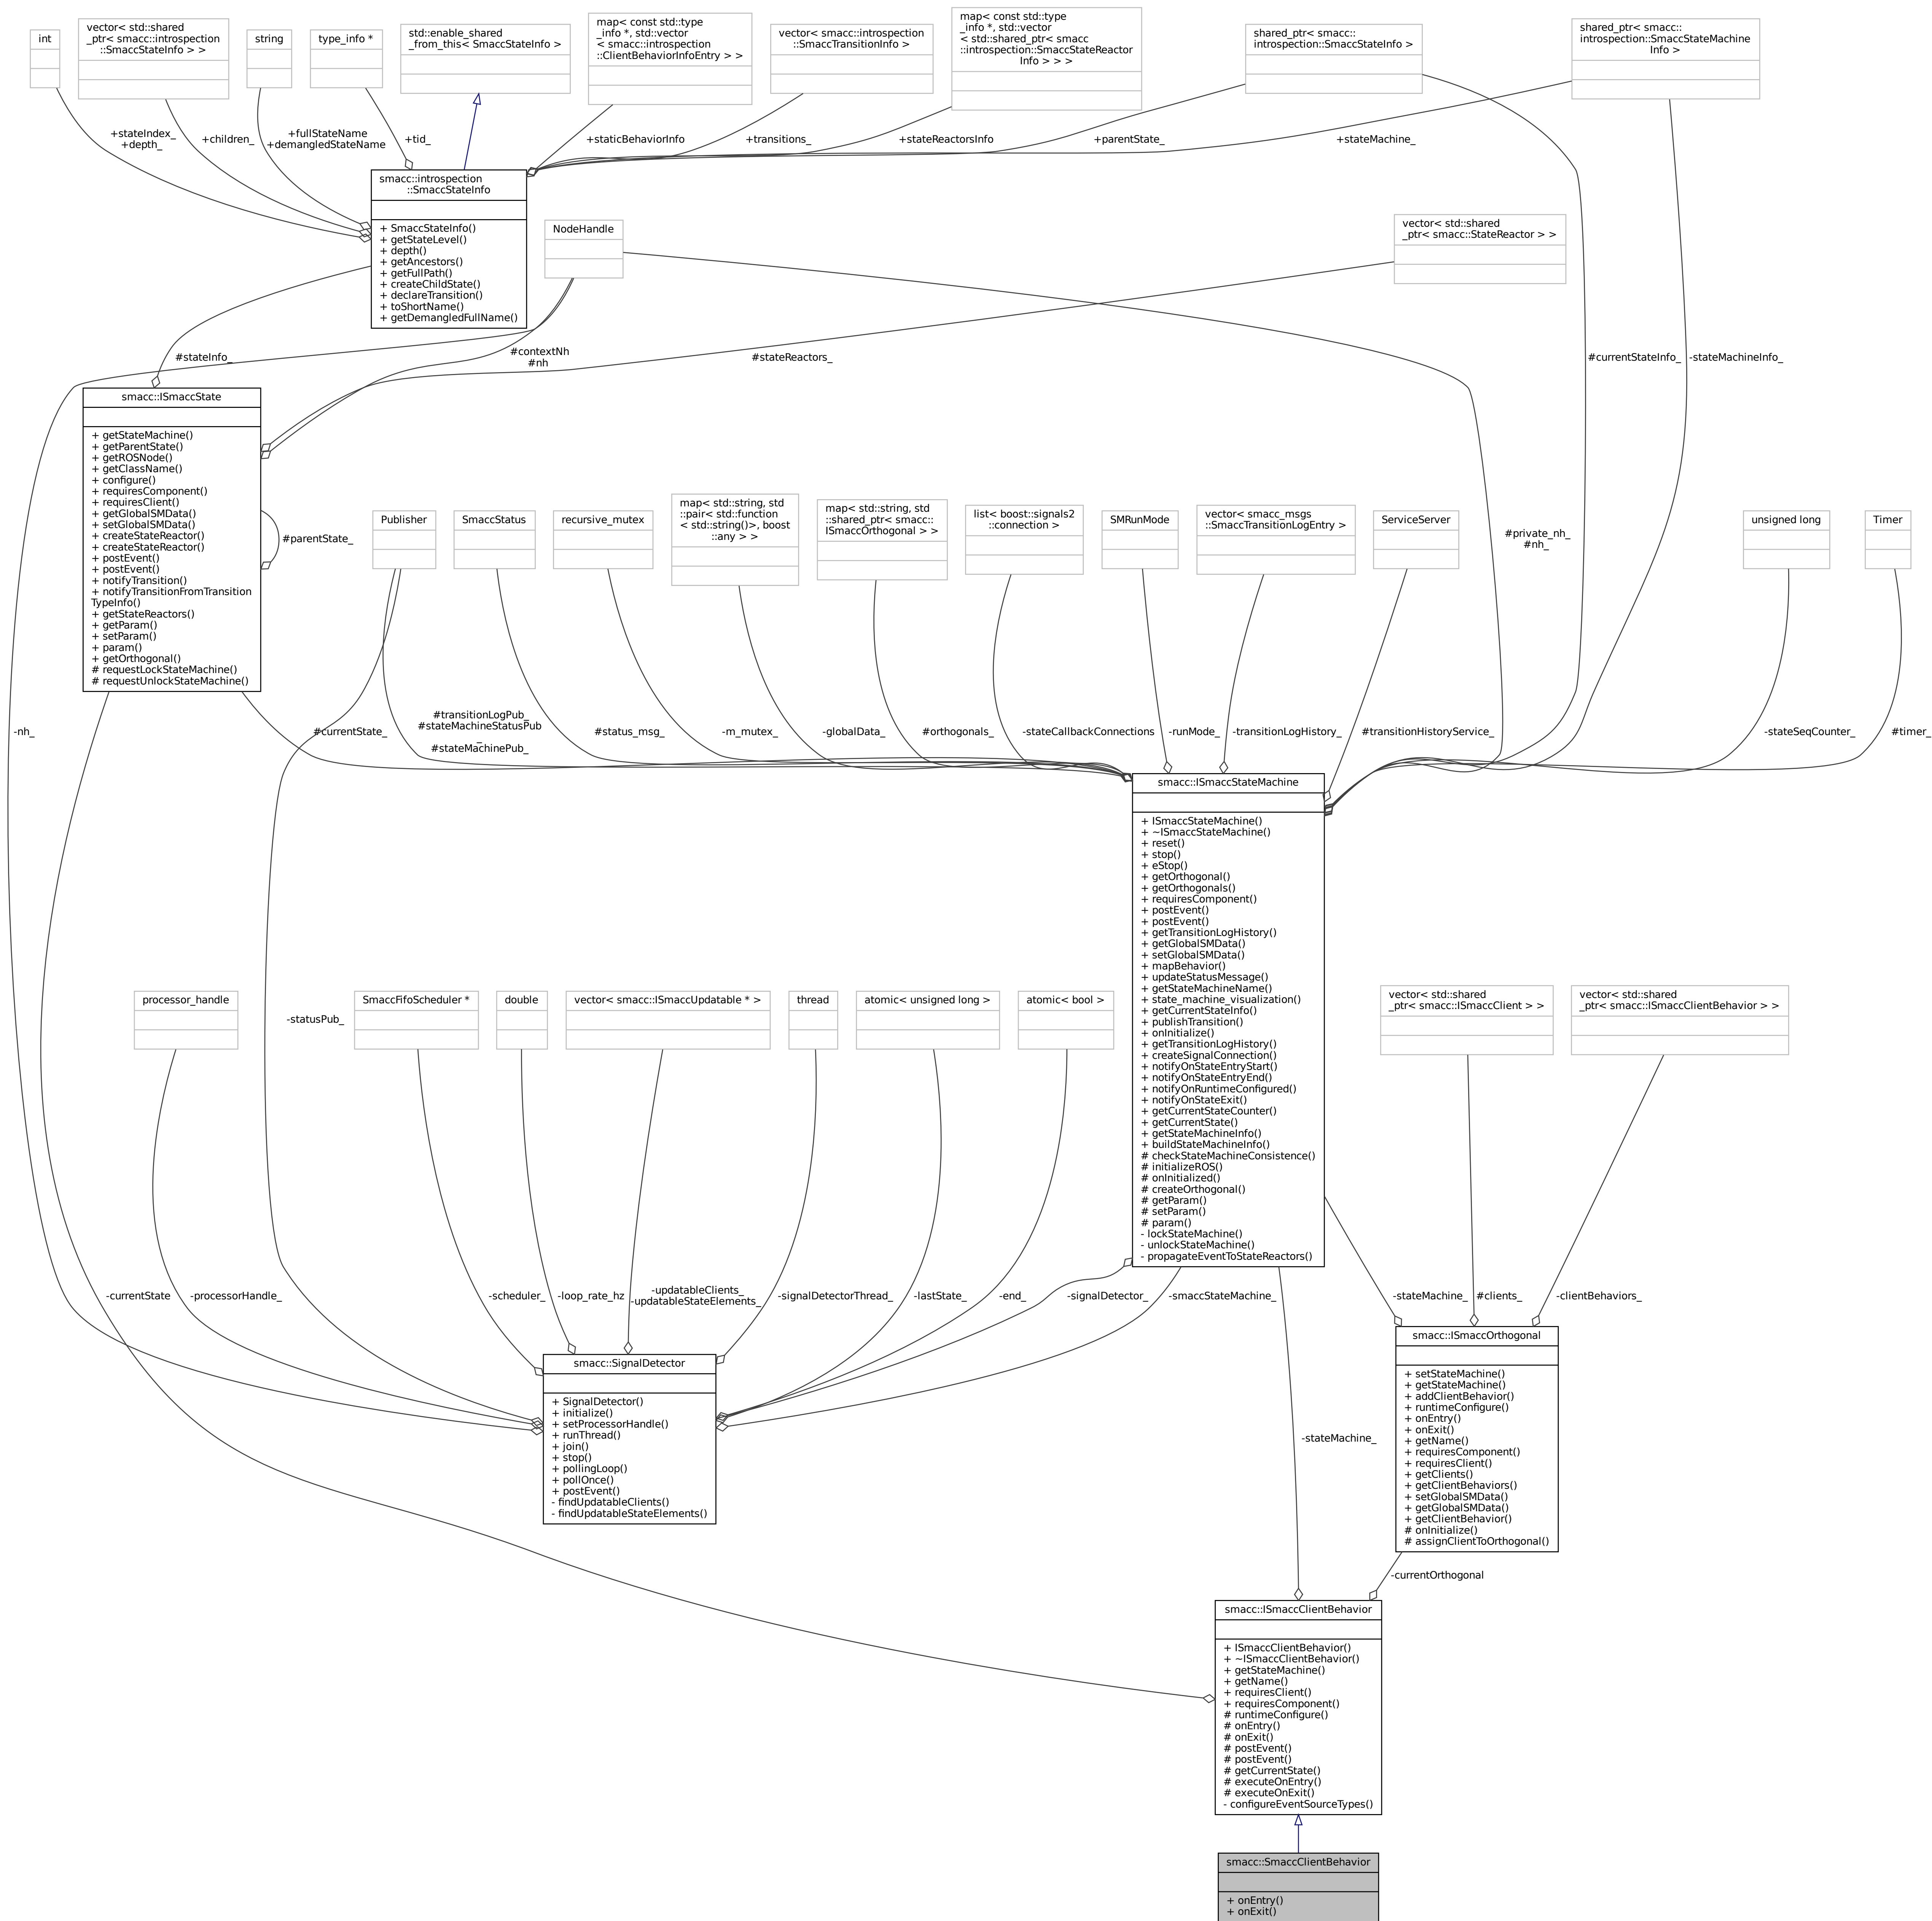 int
vector< std::shared
_ptr< smacc::introspection
::SmaccStateInfo > >
string
type_info *
std::enable_shared
_from_this< SmaccStateInfo >
map< const std::type
_info *, std::vector
< smacc::introspection
::ClientBehaviorInfoEntry > >
vector< smacc::introspection
::SmaccTransitionInfo >
map< const std::type
_info *, std::vector
< std::shared_ptr< smacc
::introspection::SmaccStateReactor
Info > > >
shared_ptr< smacc::
introspection::SmaccStateInfo >
shared_ptr< smacc::
introspection::SmaccStateMachine
Info >
+stateIndex_
+depth_
+children_
+fullStateName
+demangledStateName
+tid_
+staticBehaviorInfo
+transitions_
+stateReactorsInfo
+parentState_
+stateMachine_
smacc::introspection
::SmaccStateInfo
+ SmaccStateInfo()
+ getStateLevel()
+ depth()
+ getAncestors()
+ getFullPath()
+ createChildState()
+ declareTransition()
+ toShortName()
+ getDemangledFullName()
NodeHandle
vector< std::shared
_ptr< smacc::StateReactor > >
#stateInfo_
#contextNh
#nh
#stateReactors_
#currentStateInfo_
-stateMachineInfo_
smacc::ISmaccState
+ getStateMachine()
+ getParentState()
+ getROSNode()
+ getClassName()
+ configure()
+ requiresComponent()
+ requiresClient()
+ getGlobalSMData()
+ setGlobalSMData()
+ createStateReactor()
+ createStateReactor()
+ postEvent()
+ postEvent()
+ notifyTransition()
+ notifyTransitionFromTransition
TypeInfo()
+ getStateReactors()
+ getParam()
+ setParam()
+ param()
+ getOrthogonal()
# requestLockStateMachine()
# requestUnlockStateMachine()
#parentState_
Publisher
SmaccStatus
recursive_mutex
map< std::string, std
::pair< std::function
< std::string()>, boost
::any > >
map< std::string, std
::shared_ptr< smacc::
ISmaccOrthogonal > >
list< boost::signals2
::connection >
SMRunMode
vector< smacc_msgs
::SmaccTransitionLogEntry >
ServiceServer
#private_nh_
#nh_
unsigned long
Timer
-nh_
#currentState_
#transitionLogPub_
#stateMachineStatusPub
_
#stateMachinePub_
#status_msg_
-m_mutex_
-globalData_
#orthogonals_
-stateCallbackConnections
-runMode_
-transitionLogHistory_
#transitionHistoryService_
-stateSeqCounter_
#timer_
smacc::ISmaccStateMachine
+ ISmaccStateMachine()
+ ~ISmaccStateMachine()
+ reset()
+ stop()
+ eStop()
+ getOrthogonal()
+ getOrthogonals()
+ requiresComponent()
+ postEvent()
+ postEvent()
+ getTransitionLogHistory()
+ getGlobalSMData()
+ setGlobalSMData()
+ mapBehavior()
+ updateStatusMessage()
+ getStateMachineName()
+ state_machine_visualization()
+ getCurrentStateInfo()
+ publishTransition()
+ onInitialize()
+ getTransitionLogHistory()
+ createSignalConnection()
+ notifyOnStateEntryStart()
+ notifyOnStateEntryEnd()
+ notifyOnRuntimeConfigured()
+ notifyOnStateExit()
+ getCurrentStateCounter()
+ getCurrentState()
+ getStateMachineInfo()
+ buildStateMachineInfo()
# checkStateMachineConsistence()
# initializeROS()
# onInitialized()
# createOrthogonal()
# getParam()
# setParam()
# param()
- lockStateMachine()
- unlockStateMachine()
- propagateEventToStateReactors()
processor_handle
-statusPub_
SmaccFifoScheduler *
double
vector< smacc::ISmaccUpdatable * >
thread
atomic< unsigned long >
atomic< bool >
vector< std::shared
_ptr< smacc::ISmaccClient > >
vector< std::shared
_ptr< smacc::ISmaccClientBehavior > >
-currentState
-processorHandle_
-scheduler_
-loop_rate_hz
-updatableClients_
-updatableStateElements_
-signalDetectorThread_
-lastState_
-end_
-signalDetector_
-smaccStateMachine_
-stateMachine_
#clients_
-clientBehaviors_
smacc::SignalDetector
+ SignalDetector()
+ initialize()
+ setProcessorHandle()
+ runThread()
+ join()
+ stop()
+ pollingLoop()
+ pollOnce()
+ postEvent()
- findUpdatableClients()
- findUpdatableStateElements()
smacc::ISmaccOrthogonal
+ setStateMachine()
+ getStateMachine()
+ addClientBehavior()
+ runtimeConfigure()
+ onEntry()
+ onExit()
+ getName()
+ requiresComponent()
+ requiresClient()
+ getClients()
+ getClientBehaviors()
+ setGlobalSMData()
+ getGlobalSMData()
+ getClientBehavior()
# onInitialize()
# assignClientToOrthogonal()
-stateMachine_
-currentOrthogonal
smacc::ISmaccClientBehavior
+ ISmaccClientBehavior()
+ ~ISmaccClientBehavior()
+ getStateMachine()
+ getName()
+ requiresClient()
+ requiresComponent()
# runtimeConfigure()
# onEntry()
# onExit()
# postEvent()
# postEvent()
# getCurrentState()
# executeOnEntry()
# executeOnExit()
- configureEventSourceTypes()
smacc::SmaccClientBehavior
+ onEntry()
+ onExit()